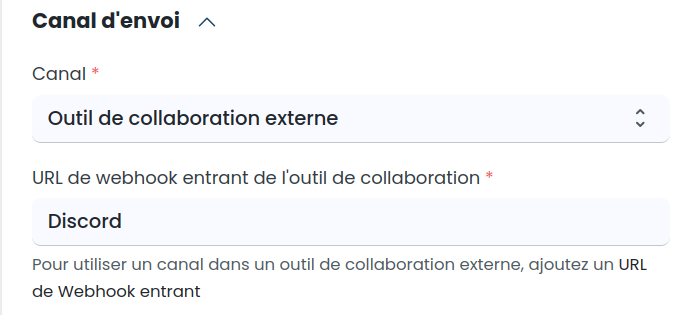 Canal d'envoi
Canal *
Outil de collaboration externe
URL de webhook entrant de l'outil de collaboration *
Discord
Pour utiliser un canal dans un outil de collaboration externe, ajoutez un URL
de Webhook entrant